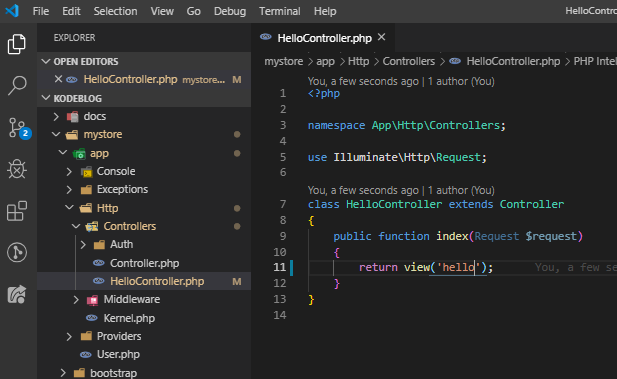 File Edit Selection View Go Debug Terminal Help HelloContro
EXPLORER
OPEN EDITORS
HelloController.php mystore... M
KODEBLOG
docs
mystore
app
Console
Exceptions
Http
Controllers
Auth
Controller.php
HelloController.php M
Middleware
Kernel.php
Providers
User.php
bootstrap
2
HelloController.php
mystore > app > Http > Controllers > HelloController.php > PHP Intel
You, a few seconds ago | 1 author (You)
1 <?php
2
3 namespace App\Http\Controllers;
4
5 use Illuminate\Http\Request;
6
You, a few seconds ago | 1 author (You)
7 class HelloController extends Controller
8 {
9 public function index(Request $request)
10 {
11 return view('hello'); You, a few se
12 }
13 }
14